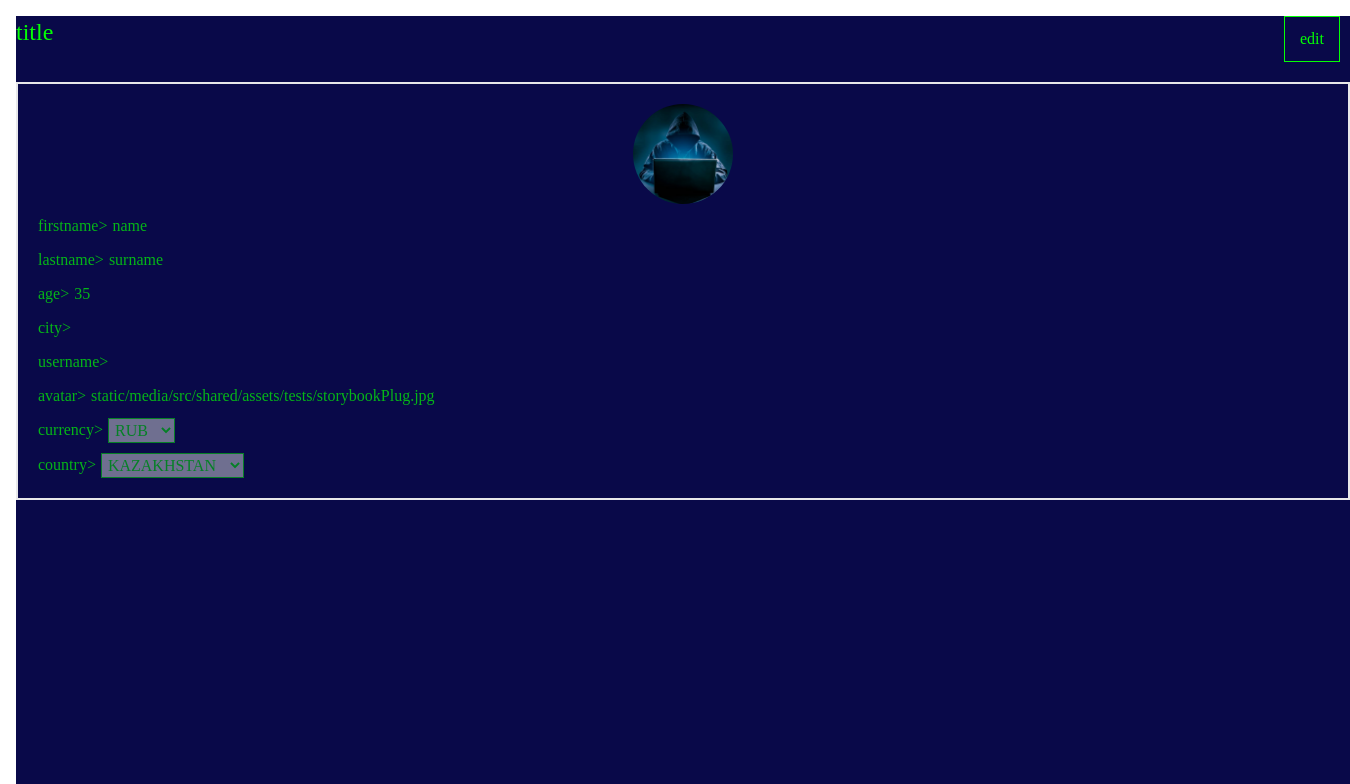 title
edit
firstname> name
lastname> surname
age> 35
city>
username>
avatar> static/media/src/shared/assets/tests/storybookPlug.jpg
currency> RUB
country> KAZAKHSTAN